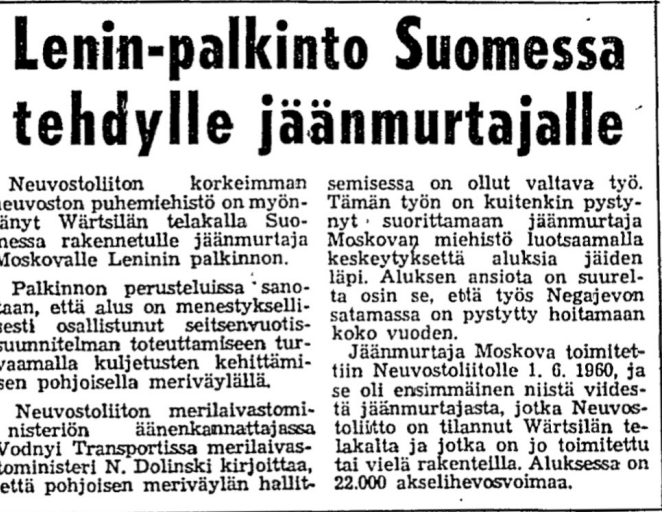 Lenin-palkinto Suomessa
tehdylle jäänmurtajalle
Neuvostoliiton korkeimman
neuvoston puhemiehistö on myön-
tänyt Wärtsilän telakalla Suo-
messa rakennetulle jäänmurtaja
Moskovalle Leninin palkinnon.
Palkinnon perusteluissa sano-
taan, että alus on menestykselli-
sesti osallistunut seitsenvuotis-
suunnitelman toteuttamiseen tur-
vaamalla kuljetusten kehittämi-
sen pohjoisella meriväylällä.
Neuvostoliiton merilaivastomi-
nisteriön äänenkannattajassa
Vodnyi Transportissa merilaivas-
toministeri N. Dolinski kirjoittaa,
että pohjoisen meriväylän hallit-
semisessa on ollut valtava työ.
Tämän työn on kuitenkin pysty-
nyt suorittamaan jäänmurtaja
Moskovan miehistö luotsaamalla
keskeytyksettä aluksia jäiden
läpi. Aluksen ansiota on suurel-
ta osin se, että työs Negajevon
satamassa on pystytty hoitamaan
koko vuoden.
Jäänmurtaja Moskova toimitet-
tiin Neuvostoliitolle 1. 6. 1960, ja
se oli ensimmäinen niistä viides-
tä jäänmurtajasta, jotka Neuvos-
toliitto on tilannut Wärtsilän te-
lakalta ja jotka on jo toimitettu
tai vielä rakenteilla. Aluksessa on
22.000 akselihevosvoimaa.